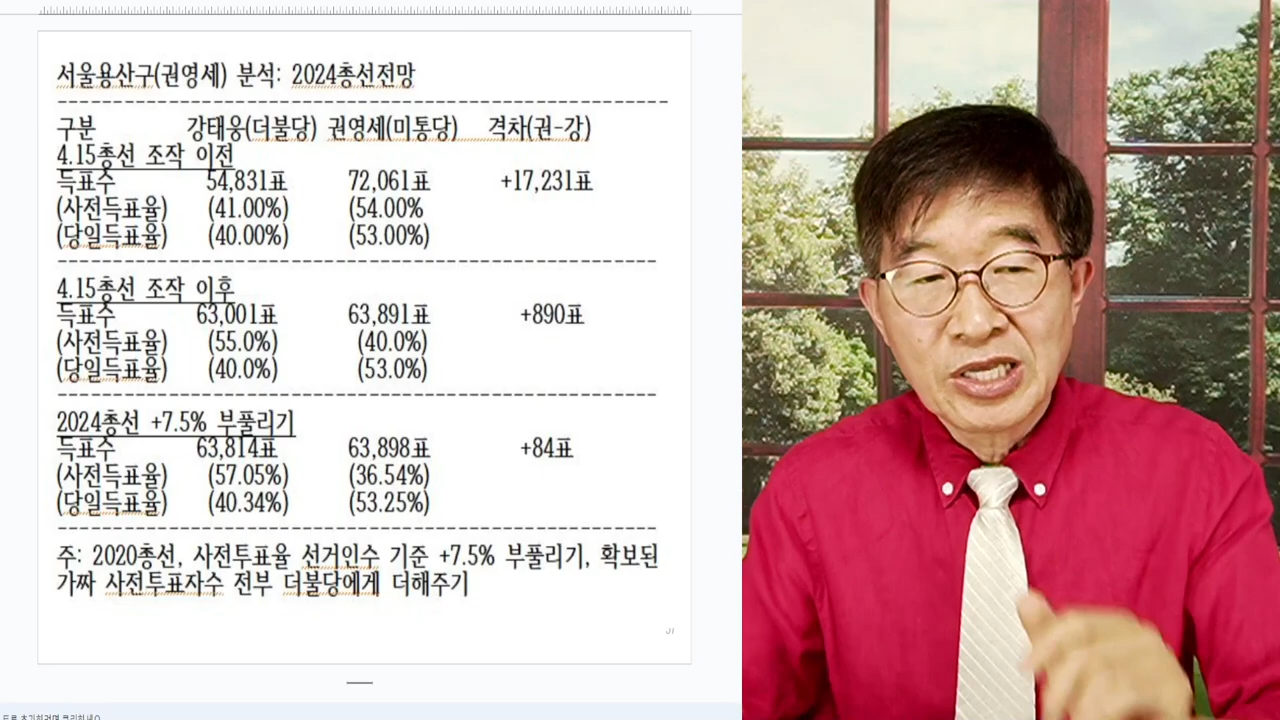 서울용산구(권영세) 분석: 2024총선전망
구분 강태웅(더불당) 권영세(미통당) 격차(권-강)
4.15총선 조작 이전
득표수 54,831표 72,061표 +17,231표
(사전득표율) (41.00%) (54.00%
(당일득표율) (40.00%) (53.00%)
4.15총선 조작 이후
득표수 63,001표 63,891표 +890표
(사전득표율) (55.0%) (40.0%)
(당일득표율) (40.0%) (53.0%)
2024총선 +7.5% 부풀리기
득표수 63,814표 63,898표 +84표
(사전득표율) (57.05%) (36.54%)
(당일득표율) (40.34%) (53.25%)
주: 2020총선, 사전투표율 선거인수 기준 +7.5% 부풀리기, 확보된
가짜 사전투표자수 전부 더불당에게 더해주기